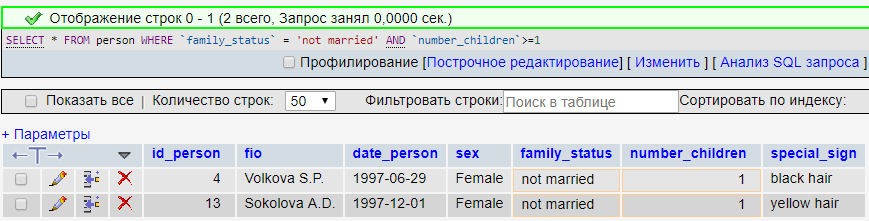 Отображение строк 0 - 1 (2 всего, Запрос занял 0,0000 сек.)
SELECT * FROM person WHERE `family_status` = 'not married' AND `number_children`>=1
Профилирование [Построчное редактирование] [ Изменить ] [ Анализ SQL запроса ]
Показать все | Количество строк: 50 Фильтровать строки: Поиск в таблице Сортировать по индексу:
+ Параметры
id_person fio date_person sex family_status number_children special_sign
4 Volkova S.P. 1997-06-29 Female not married 1 black hair
13 Sokolova A.D. 1997-12-01 Female not married 1 yellow hair